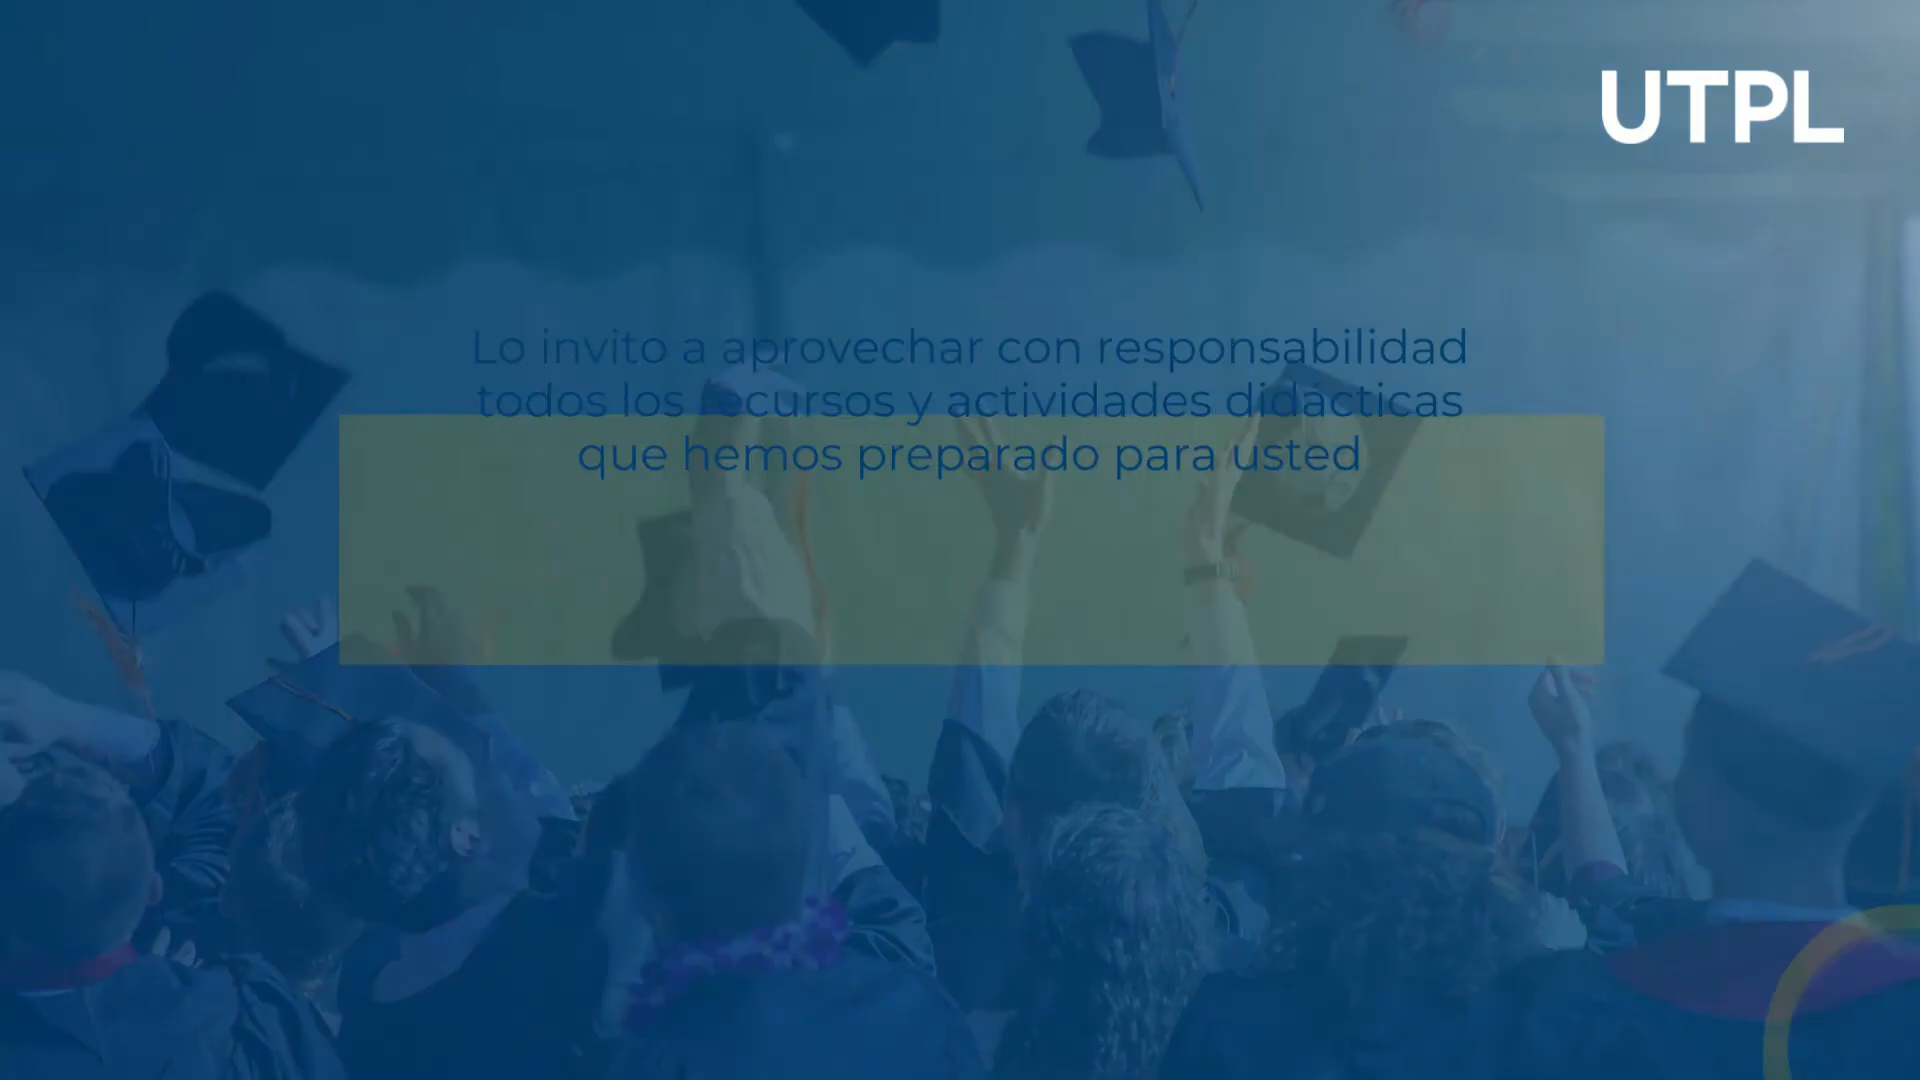 UTPL
Lo invito a aprovechar con responsabilidad
todos los recursos y actividades didácticas
que hemos preparado para usted